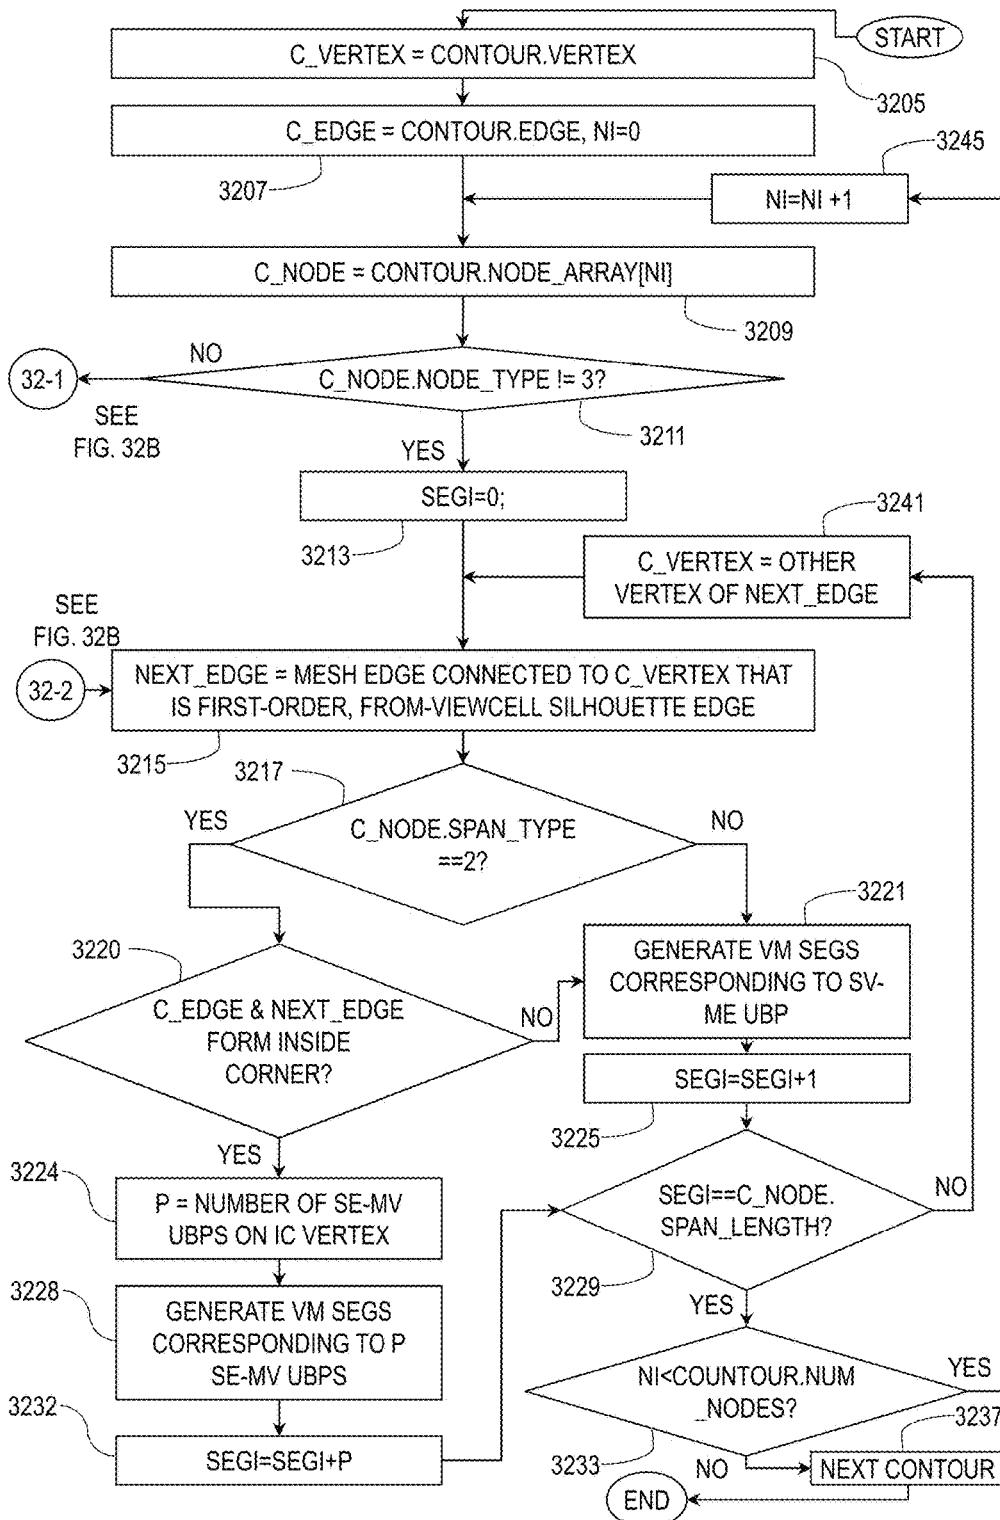 START
C_VERTEX = CONTOUR.VERTEX
3205
C_EDGE = CONTOUR.EDGE, NI=0
3245
3207
NI=NI +1
C_NODE = CONTOUR.NODE_ARRAY[NI]
3209
NO
32-1
C_NODE.NODE_TYPE != 3?
SEE
FIG. 32B
3211
YES
SEGI=0;
3241
3213
C_VERTEX = OTHER
VERTEX OF NEXT_EDGE
SEE
FIG. 32B
32-2
NEXT_EDGE = MESH EDGE CONNECTED TO C_VERTEX THAT
IS FIRST-ORDER, FROM-VIEWCELL SILHOUETTE EDGE
3215
3217
YES
NO
C_NODE.SPAN_TYPE
==2?
3221
3220
GENERATE VM SEGS
CORRESPONDING TO SV-
ME UBP
C_EDGE & NEXT_EDGE
FORM INSIDE
CORNER?
NO
SEGI=SEGI+1
3225
YES
3224
P = NUMBER OF SE-MV
UBPS ON IC VERTEX
SEGI==C_NODE.
SPAN_LENGTH?
NO
3229
3228
GENERATE VM SEGS
CORRESPONDING TO P
SE-MV UBPS
YES
NI<COUNTOUR.NUM
_NODES?
YES
3232
3237
SEGI=SEGI+P
3233
NO
NEXT CONTOUR
END